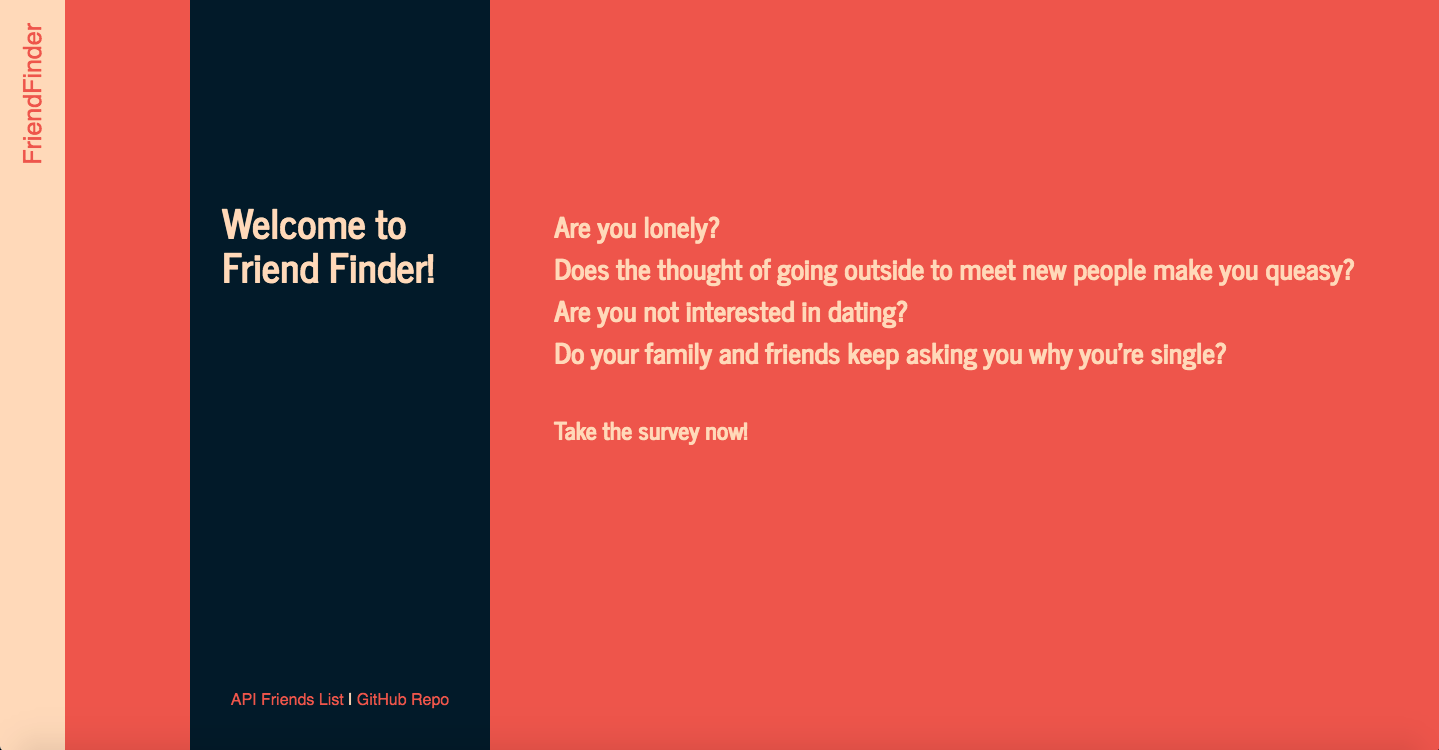 FriendFinder
Welcome to
Friend Finder!
Are you lonely?
Does the thought of going outside to meet new people make you queasy?
Are you not interested in dating?
Do your family and friends keep asking you why you’re single?
Take the survey now!
API Friends List | GitHub Repo